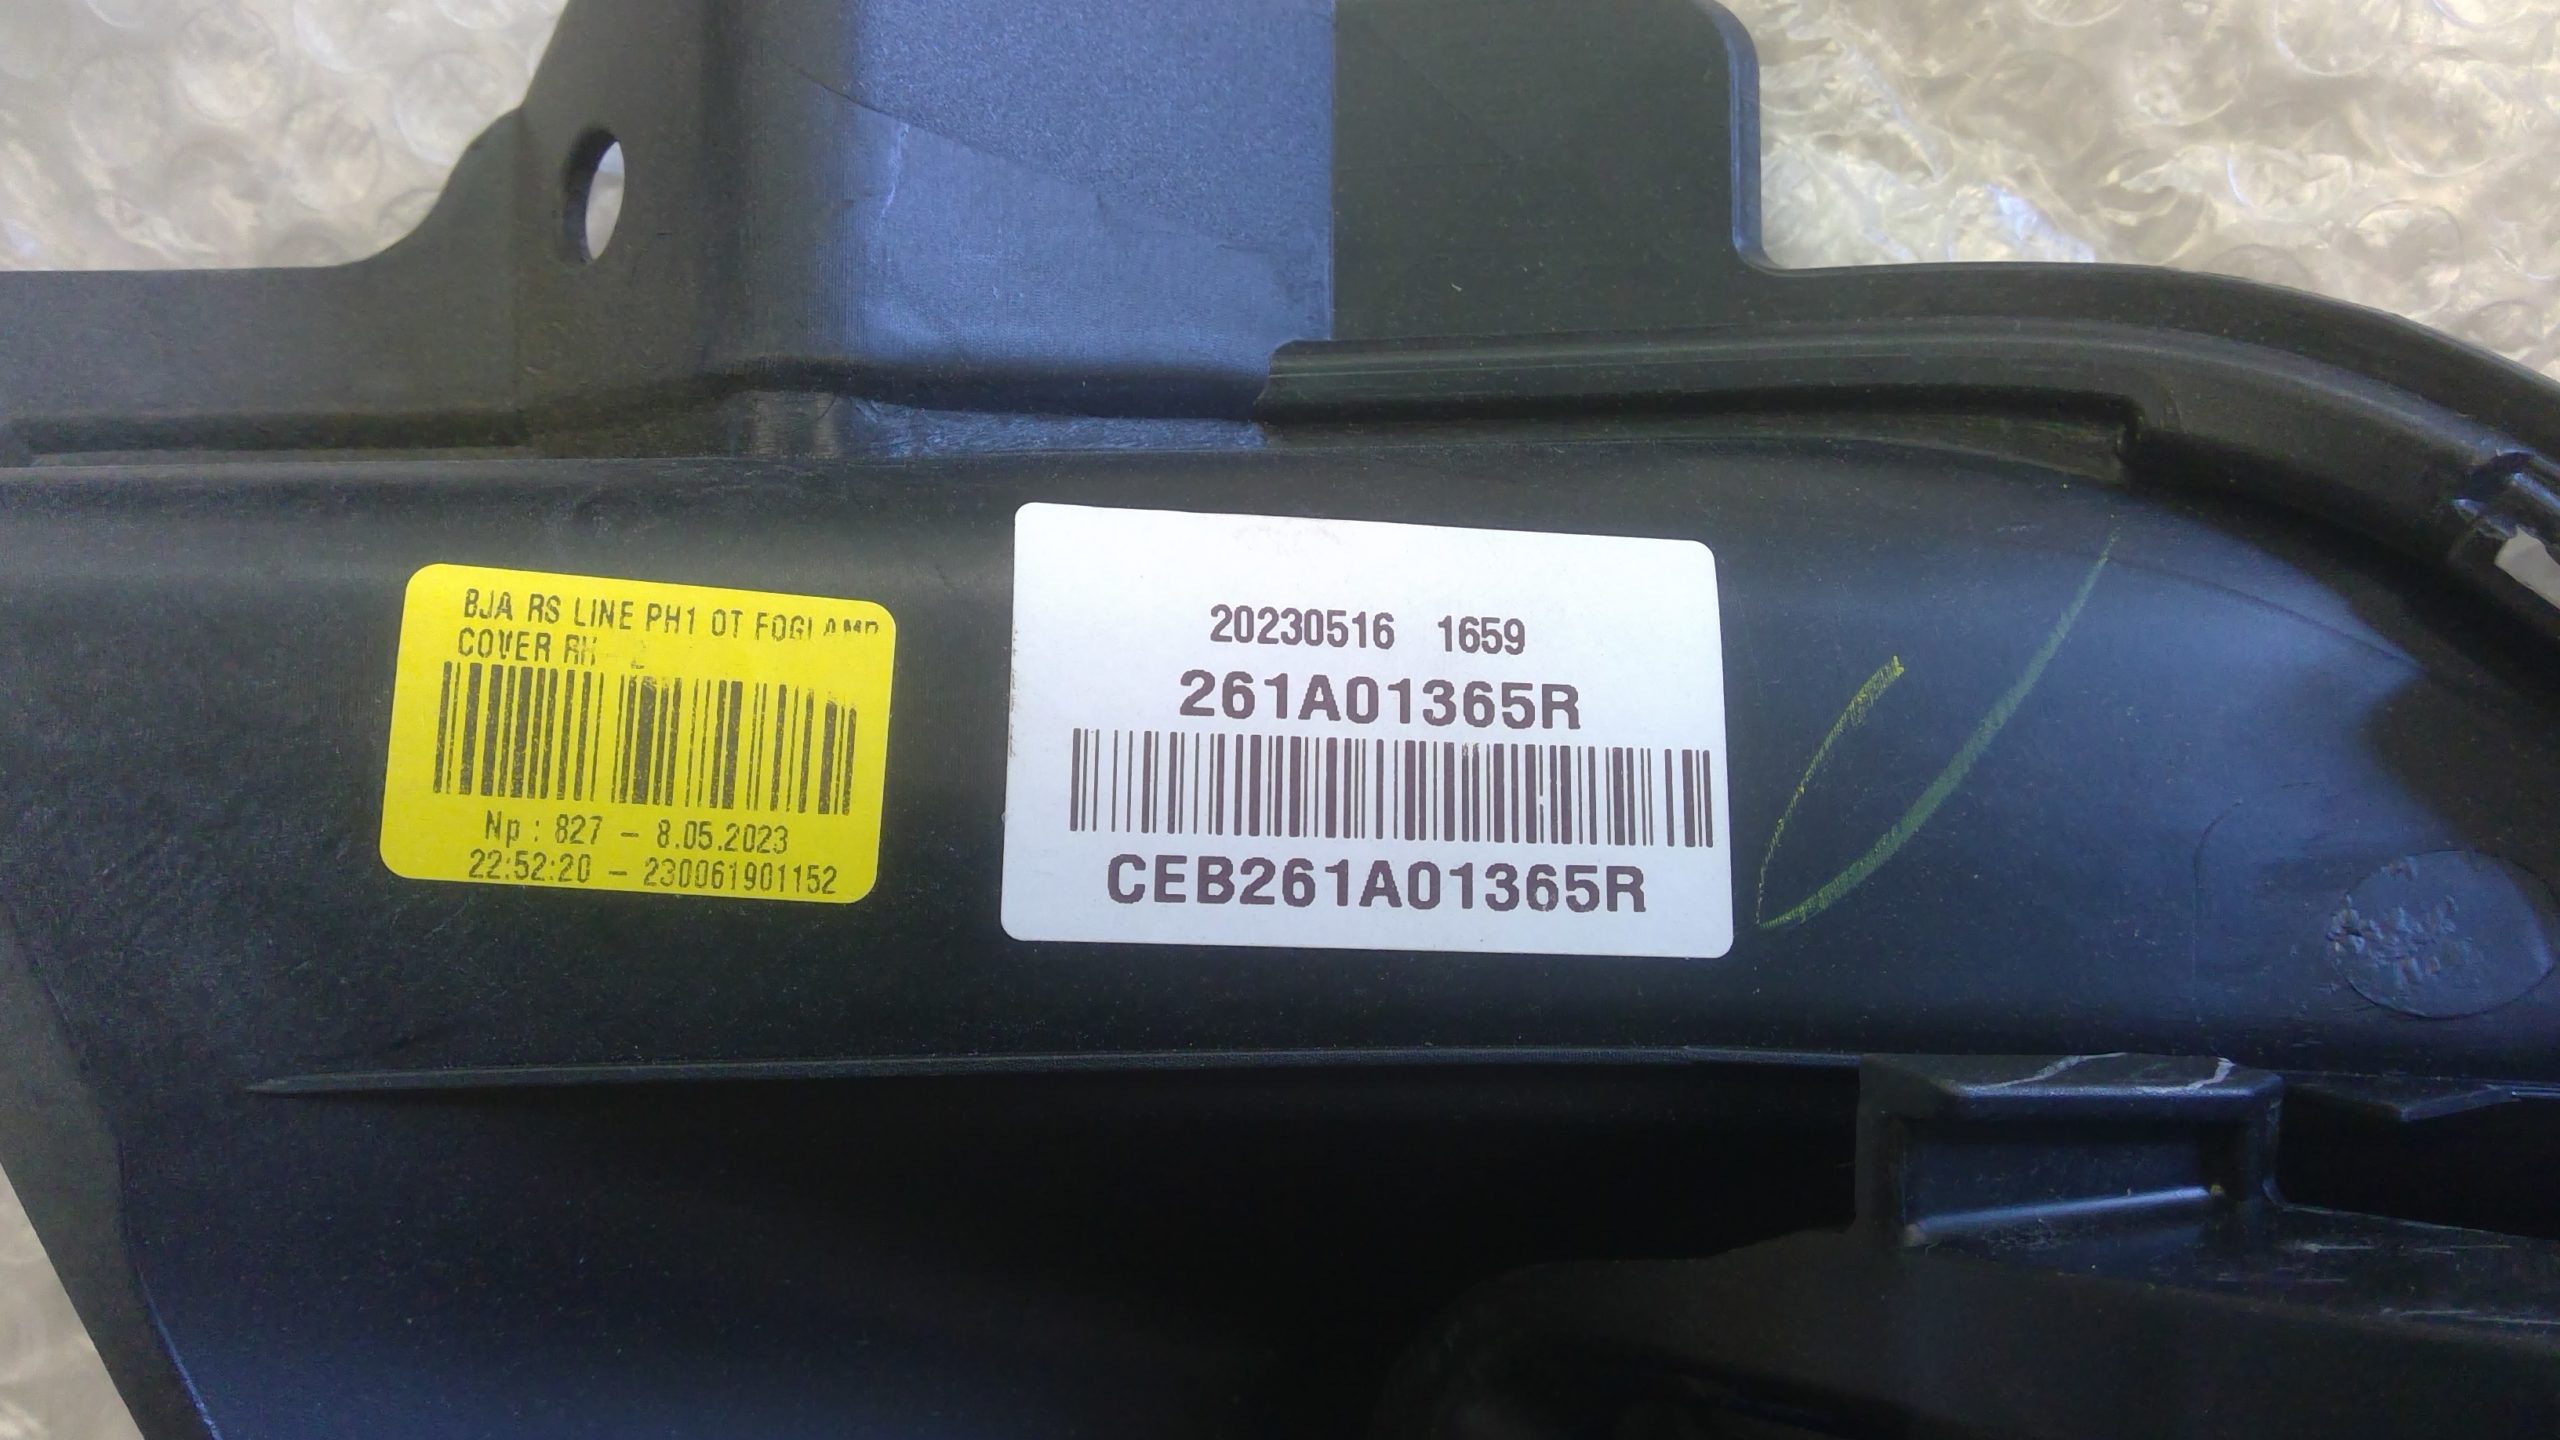 BJA RS LINE PH1 OT FOGLAMP
COVER RH
Np : 827 - 8.05.2023
22:52:20 - 230061901152
20230516 1659
261A01365R
CEB261A01365R